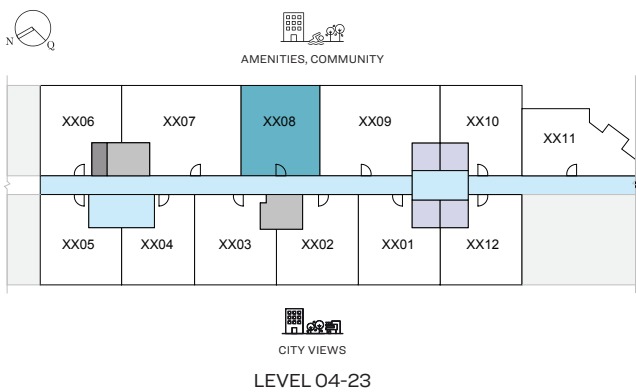 N Q
AMENITIES, COMMUNITY
XX06 XX07 XX08 XX09 XX10 XX11
XX05 XX04 XX03 XX02 XX01 XX12
CITY VIEWS
LEVEL 04-23